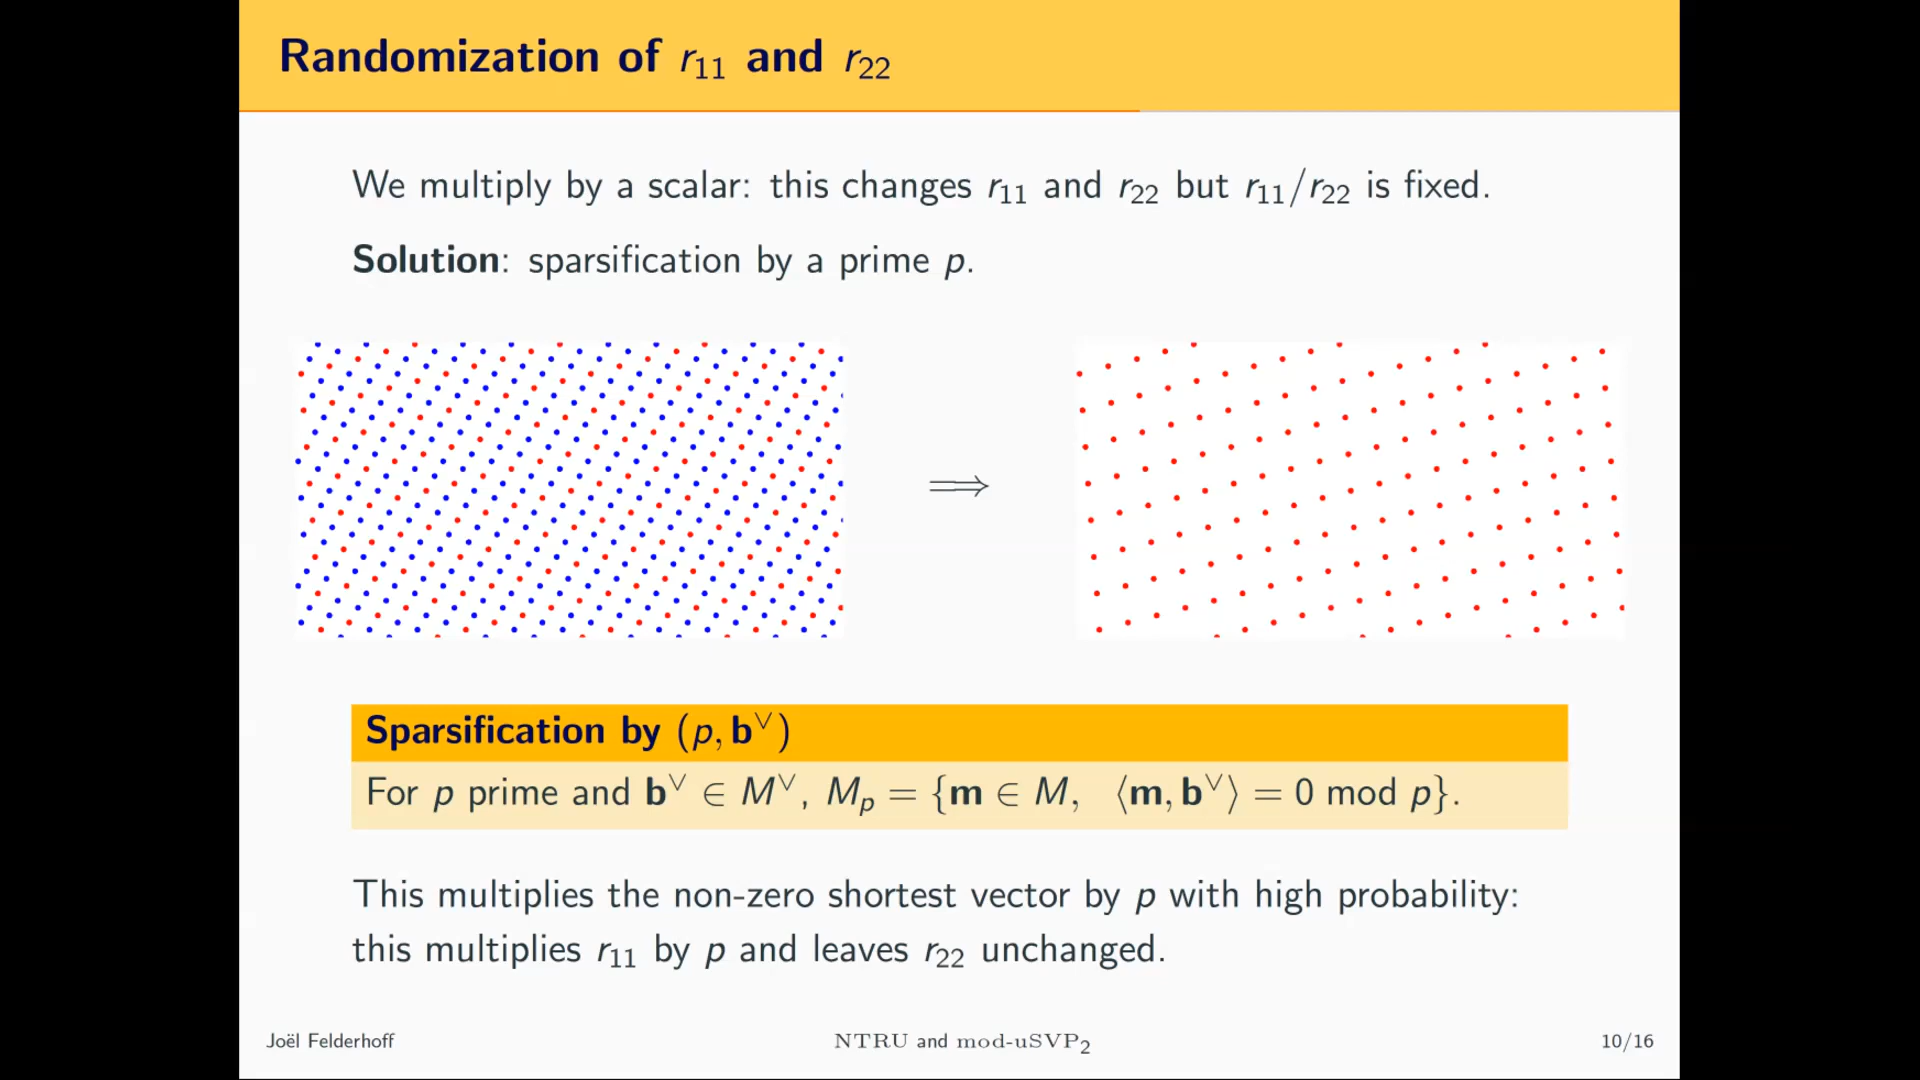 Randomization of r₁₁ and r₂₂
We multiply by a scalar: this changes r₁₁ and r₂₂ but r₁₁/r₂₂ is fixed.
Solution: sparsification by a prime p.
⟹
Sparsification by (p, b^∨)
For p prime and b^∨ ∈ M^∨, Mₚ = {m ∈ M, ⟨m, b^∨⟩ = 0 mod p}.
This multiplies the non-zero shortest vector by p with high probability:
this multiplies r₁₁ by p and leaves r₂₂ unchanged.
Joël Felderhoff NTRU and mod-uSVP₂ 10/16